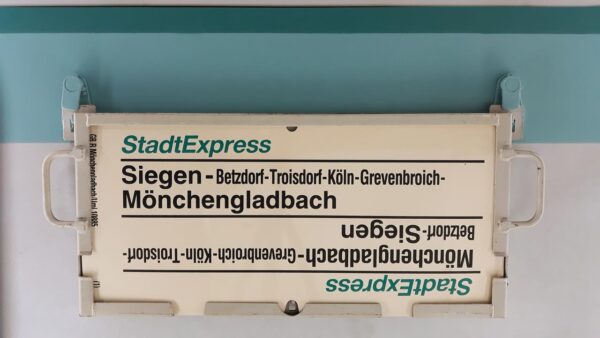 StadtExpress
Siegen-Betzdorf-Troisdorf-Köln-Grevenbroich-
Mönchengladbach
StadtExpress
Mönchengladbach-Grevenbroich-Köln-Troisdorf-
Betzdorf-Siegen